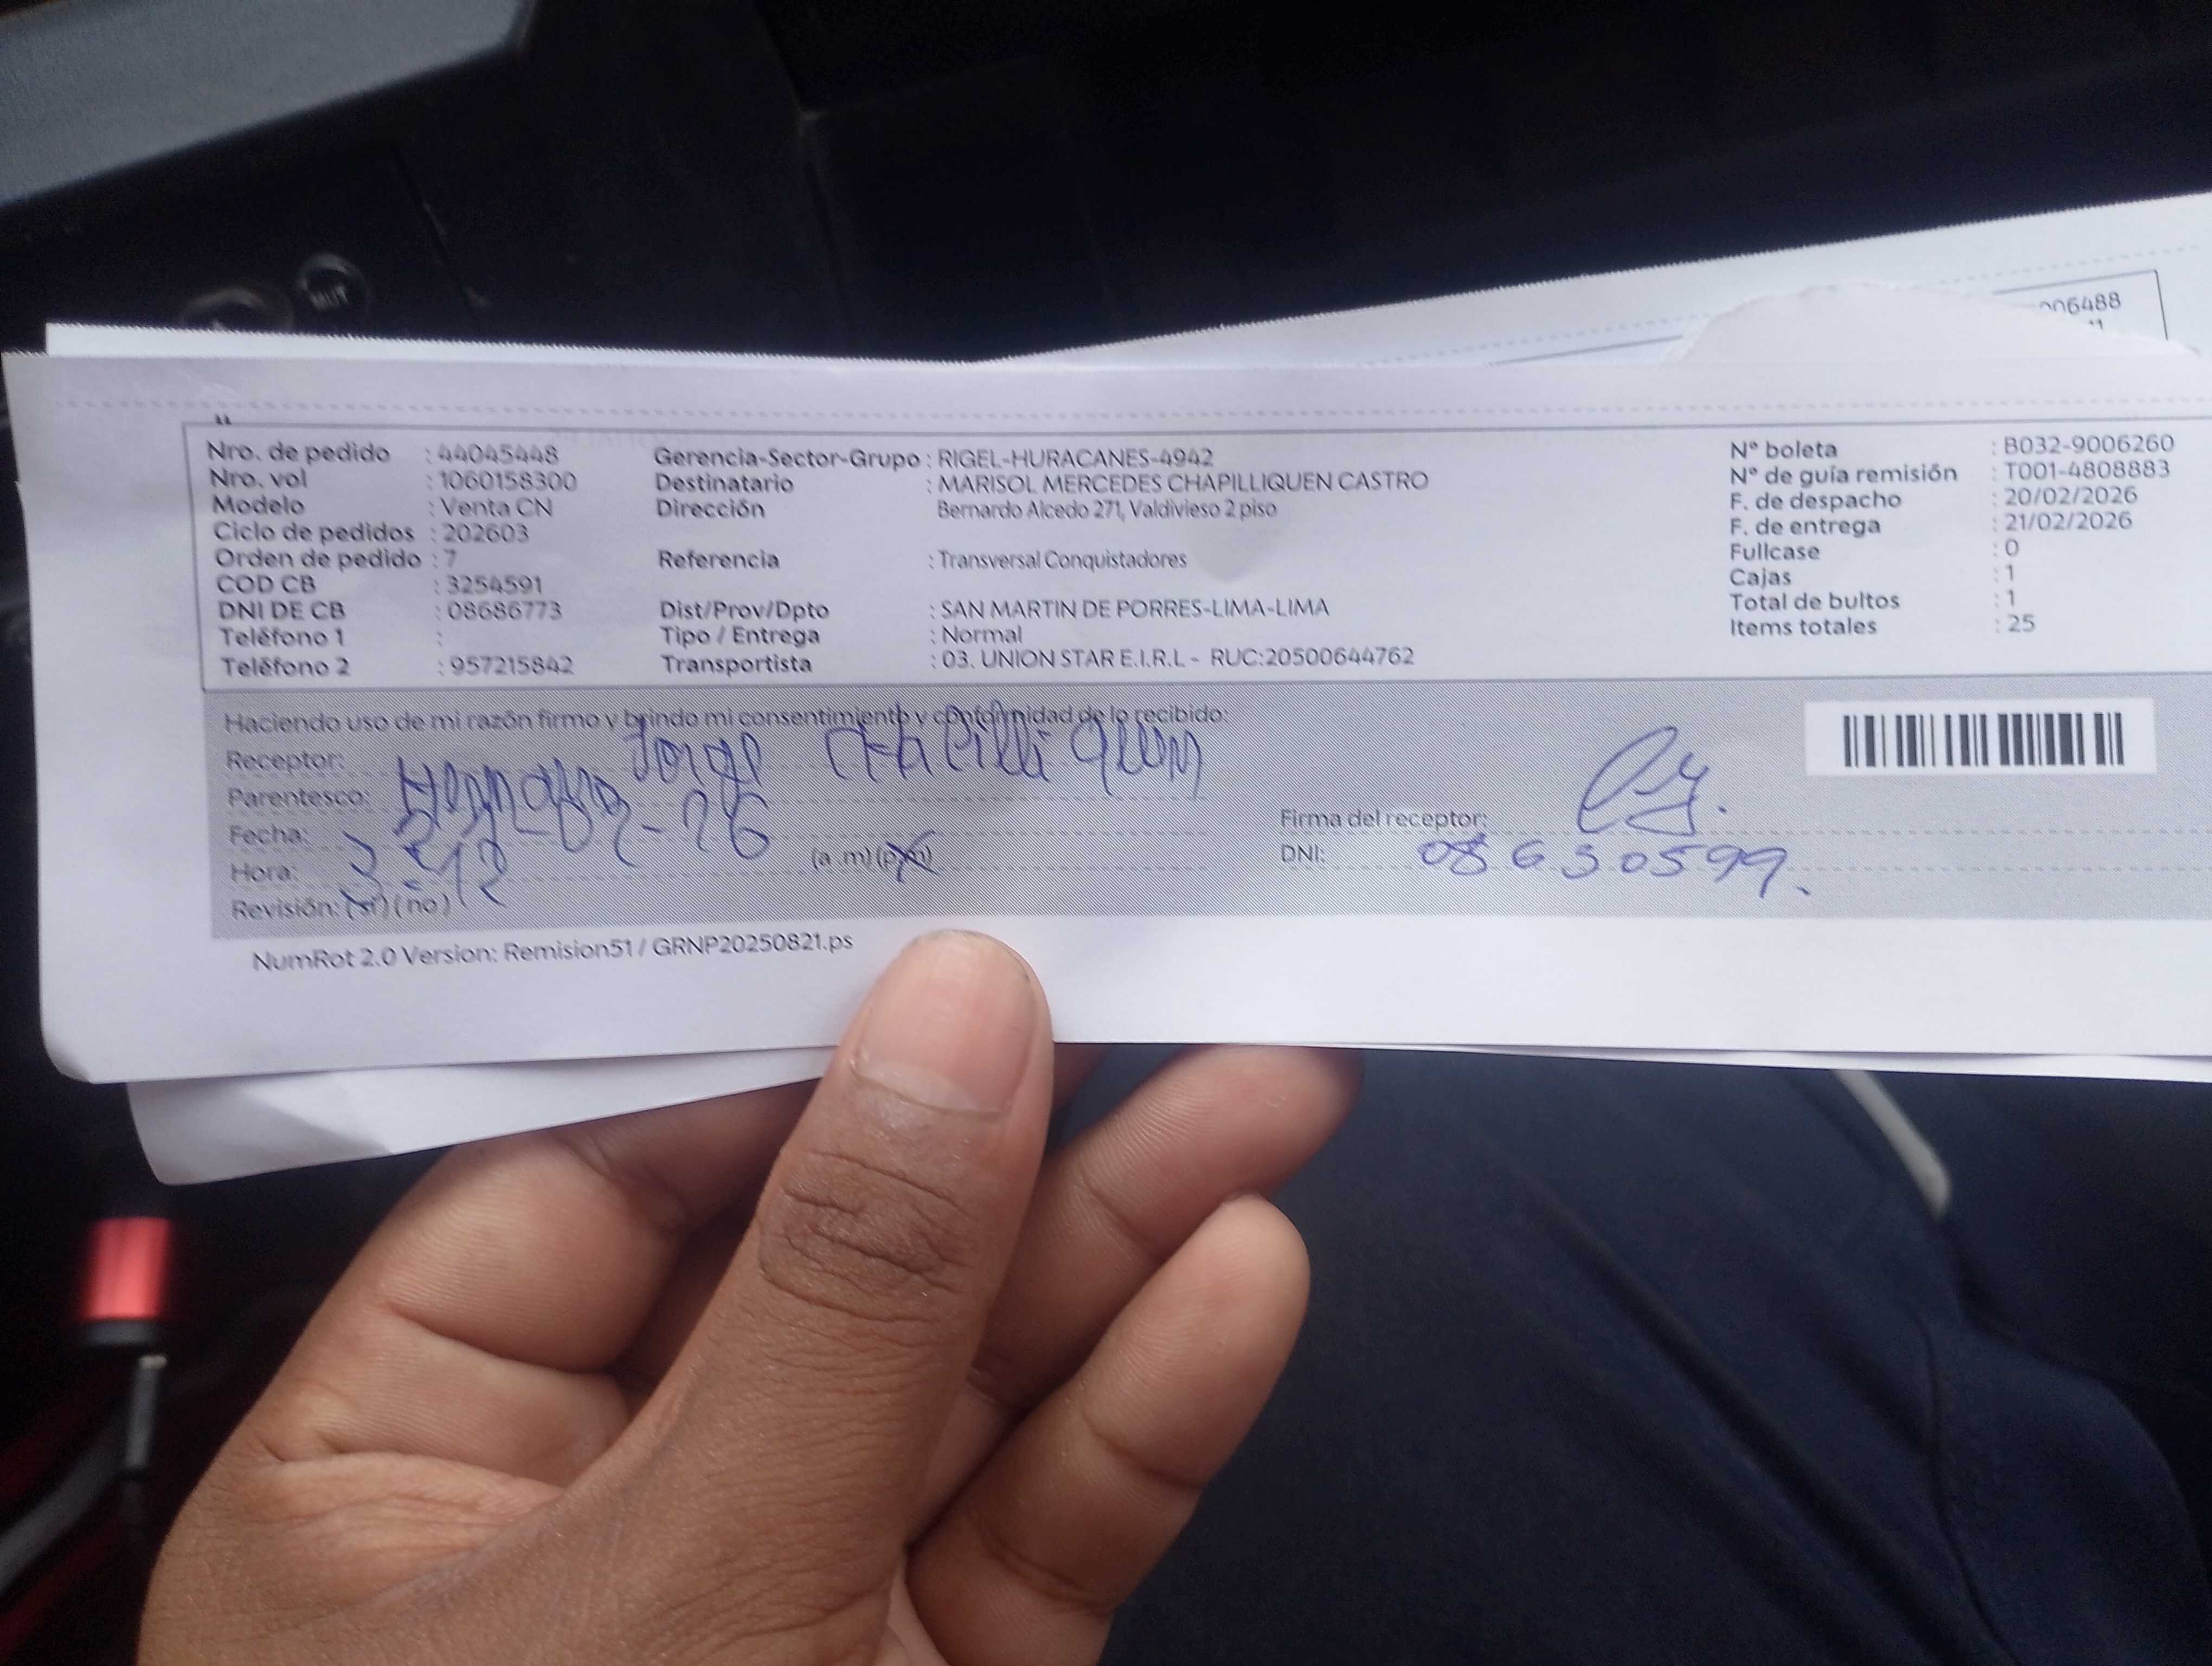 MUT
006488
Nro. de pedido : 44045448
Nro. vol : 1060158300
Modelo : Venta CN
Ciclo de pedidos : 202603
Orden de pedido : 7
COD CB : 3254591
DNI DE CB : 08686773
Teléfono 1 :
Teléfono 2 : 957215842
Gerencia-Sector-Grupo : RIGEL-HURACANES-4942
Destinatario : MARISOL MERCEDES CHAPILLIQUEN CASTRO
Dirección Bernardo Alcedo 271, Valdivieso 2 piso
Referencia : Transversal Conquistadores
Dist/Prov/Dpto : SAN MARTIN DE PORRES-LIMA-LIMA
Tipo / Entrega : Normal
Transportista : 03. UNION STAR E.I.R.L - RUC:20500644762
N° boleta : B032-9006260
N° de guía remisión : T001-4808883
F. de despacho : 20/02/2026
F. de entrega : 21/02/2026
Fullcase : 0
Cajas : 1
Total de bultos : 1
Items totales : 25
Haciendo uso de mi razón firmo y brindo mi consentimiento y conformidad de lo recibido:
Receptor: Jorge Chapilliquen
Parentesco: Hermano
Fecha: 02-26
Hora: (a .m) (p.m)
Revisión: (si) (no)
Firma del receptor:
DNI: 08630599.
NumRot 2.0 Version: Remision51 / GRNP20250821.ps